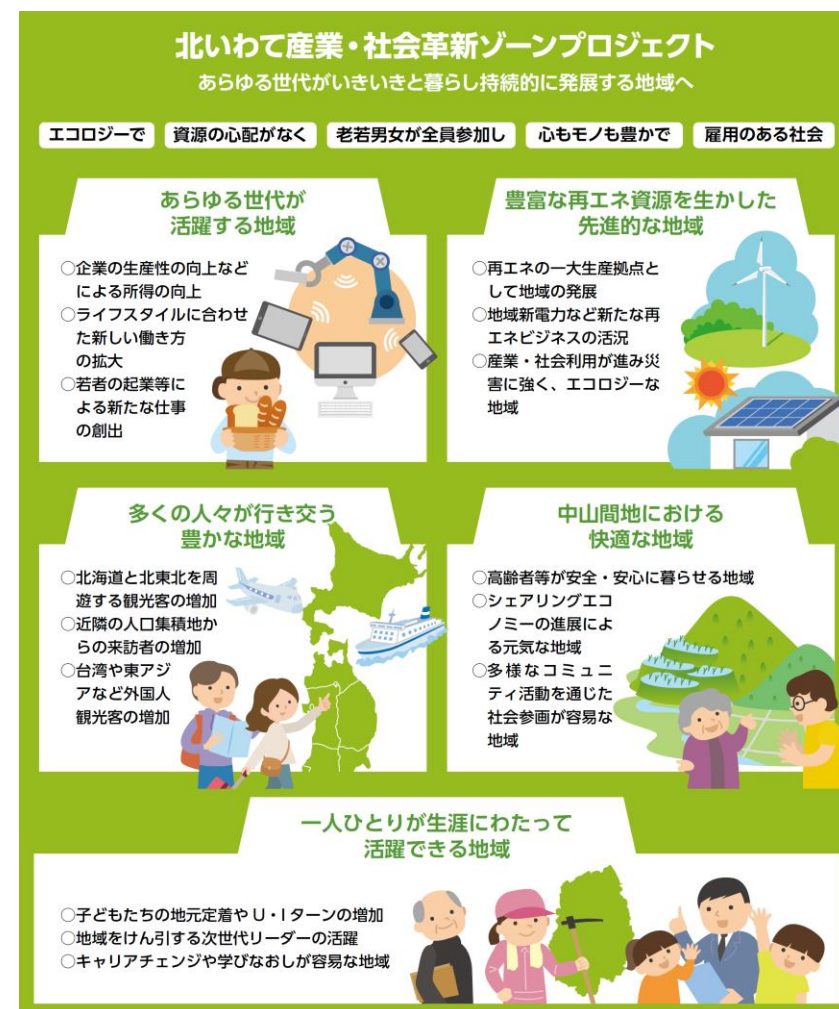 北いわて産業・社会革新ゾーンプロジェクト
あらゆる世代がいきいきと暮らし持続的に発展する地域へ
エコロジーで 資源の心配がなく 老若男女が全員参加し 心もモノも豊かで 雇用のある社会
あらゆる世代が
活躍する地域
○企業の生産性の向上など
による所得の向上
○ライフスタイルに合わせ
た新しい働き方
の拡大
○若者の起業等に
よる新たな仕事
の創出
豊富な再エネ資源を生かした
先進的な地域
○再エネの一大生産拠点と
して地域の発展
○地域新電力など新たな再
エネビジネスの活況
○産業・社会利用が進み災
害に強く、エコロジーな
地域
多くの人々が行き交う
豊かな地域
○北海道と北東北を周
遊する観光客の増加
○近隣の人口集積地か
らの来訪者の増加
○台湾や東アジ
アなど外国人
観光客の増加
中山間地における
快適な地域
○高齢者等が安全・安心に暮らせる地域
○シェアリングエコ
ノミーの進展によ
る元気な地域
○多様なコミュニ
ティ活動を通じた
社会参画が容易な
地域
一人ひとりが生涯にわたって
活躍できる地域
○子どもたちの地元定着やU・Iターンの増加
○地域をけん引する次世代リーダーの活躍
○キャリアチェンジや学びなおしが容易な地域